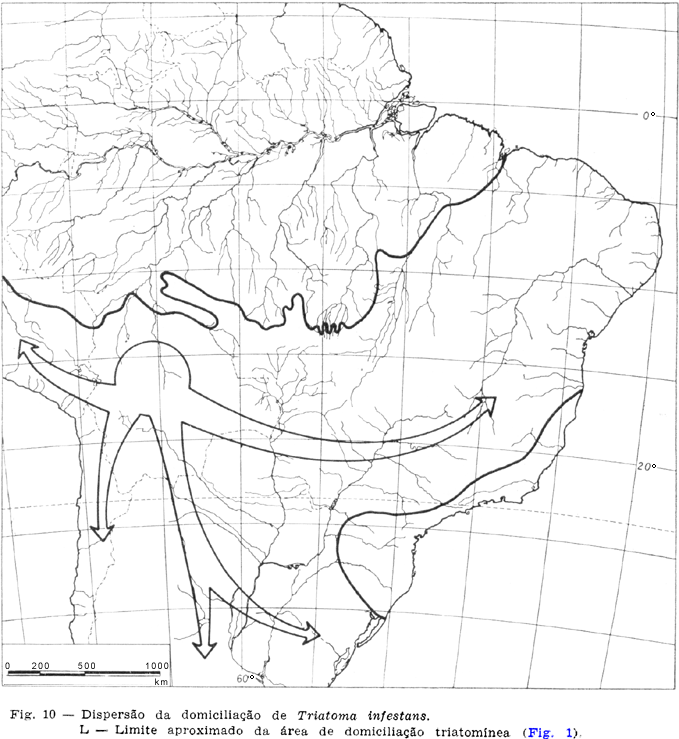 0°
20°
60°
0 200 500 1000
km
Fig. 10 — Dispersão da domiciliação de Triatoma infestans.
L — Limite aproximado da área de domiciliação triatomínea (Fig. 1).